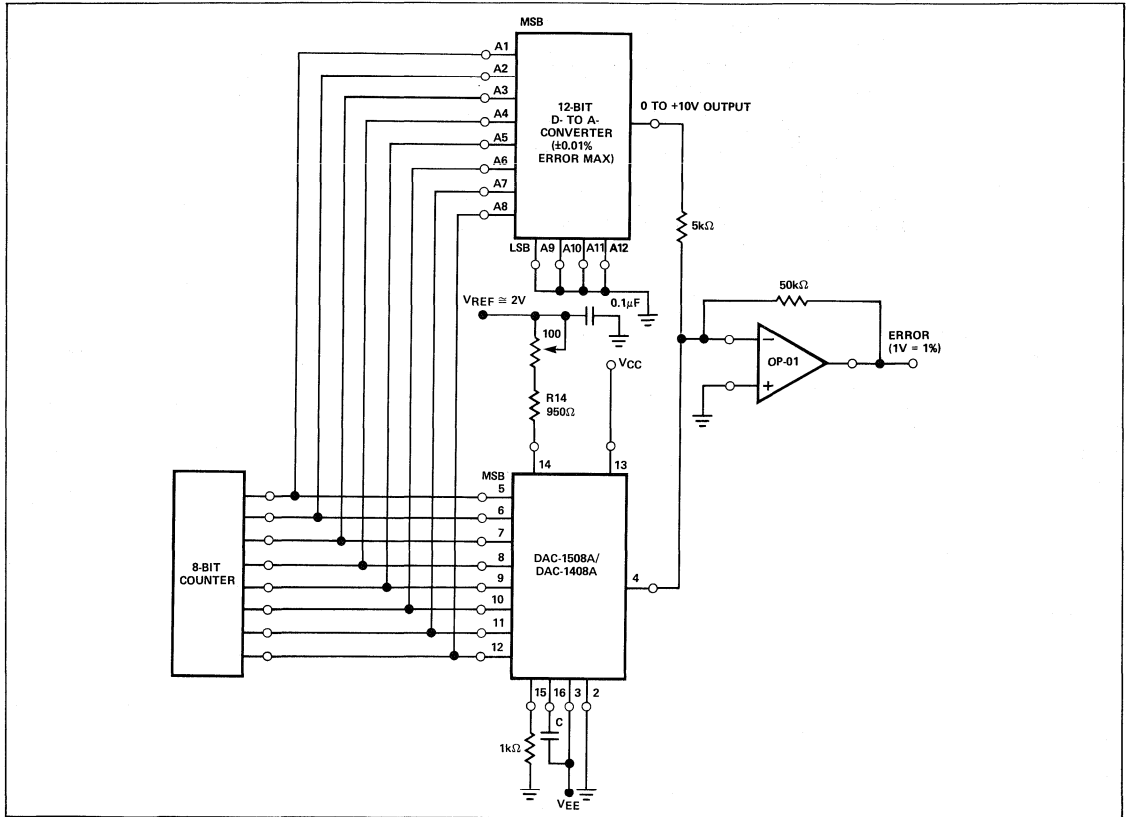 MSB
A1
A2
A3
A4
A5
A6
A7
A8
12-BIT
D- TO A-
CONVERTER
(±0.01%
ERROR MAX)
0 TO +10V OUTPUT
LSB A9 A10 A11 A12
5kΩ
VREF ≅ 2V
0.1μF
100
R14
950Ω
VCC
50kΩ
OP-01
ERROR
(1V = 1%)
14
13
MSB
5
6
7
8
9
10
11
12
8-BIT
COUNTER
DAC-1508A/
DAC-1408A
4
15 16 3 2
C
1kΩ
VEE